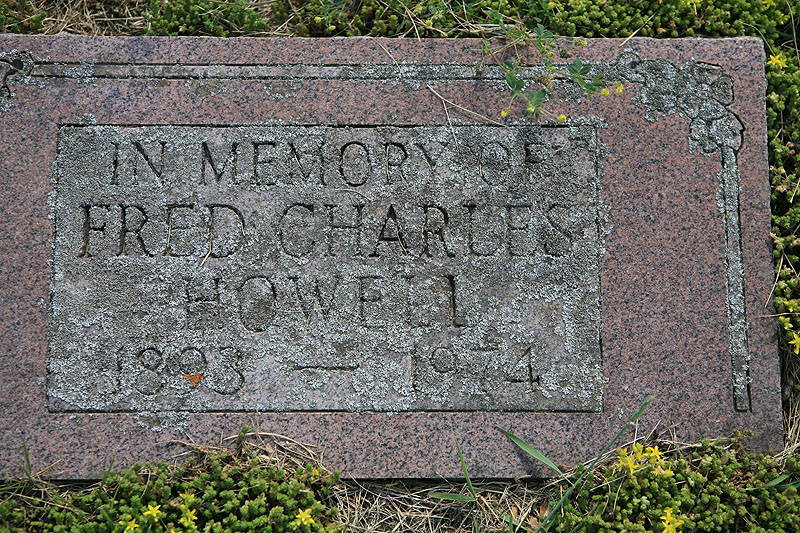 IN MEMORY OF
FRED CHARLES
HOWELL
1893 — 1974